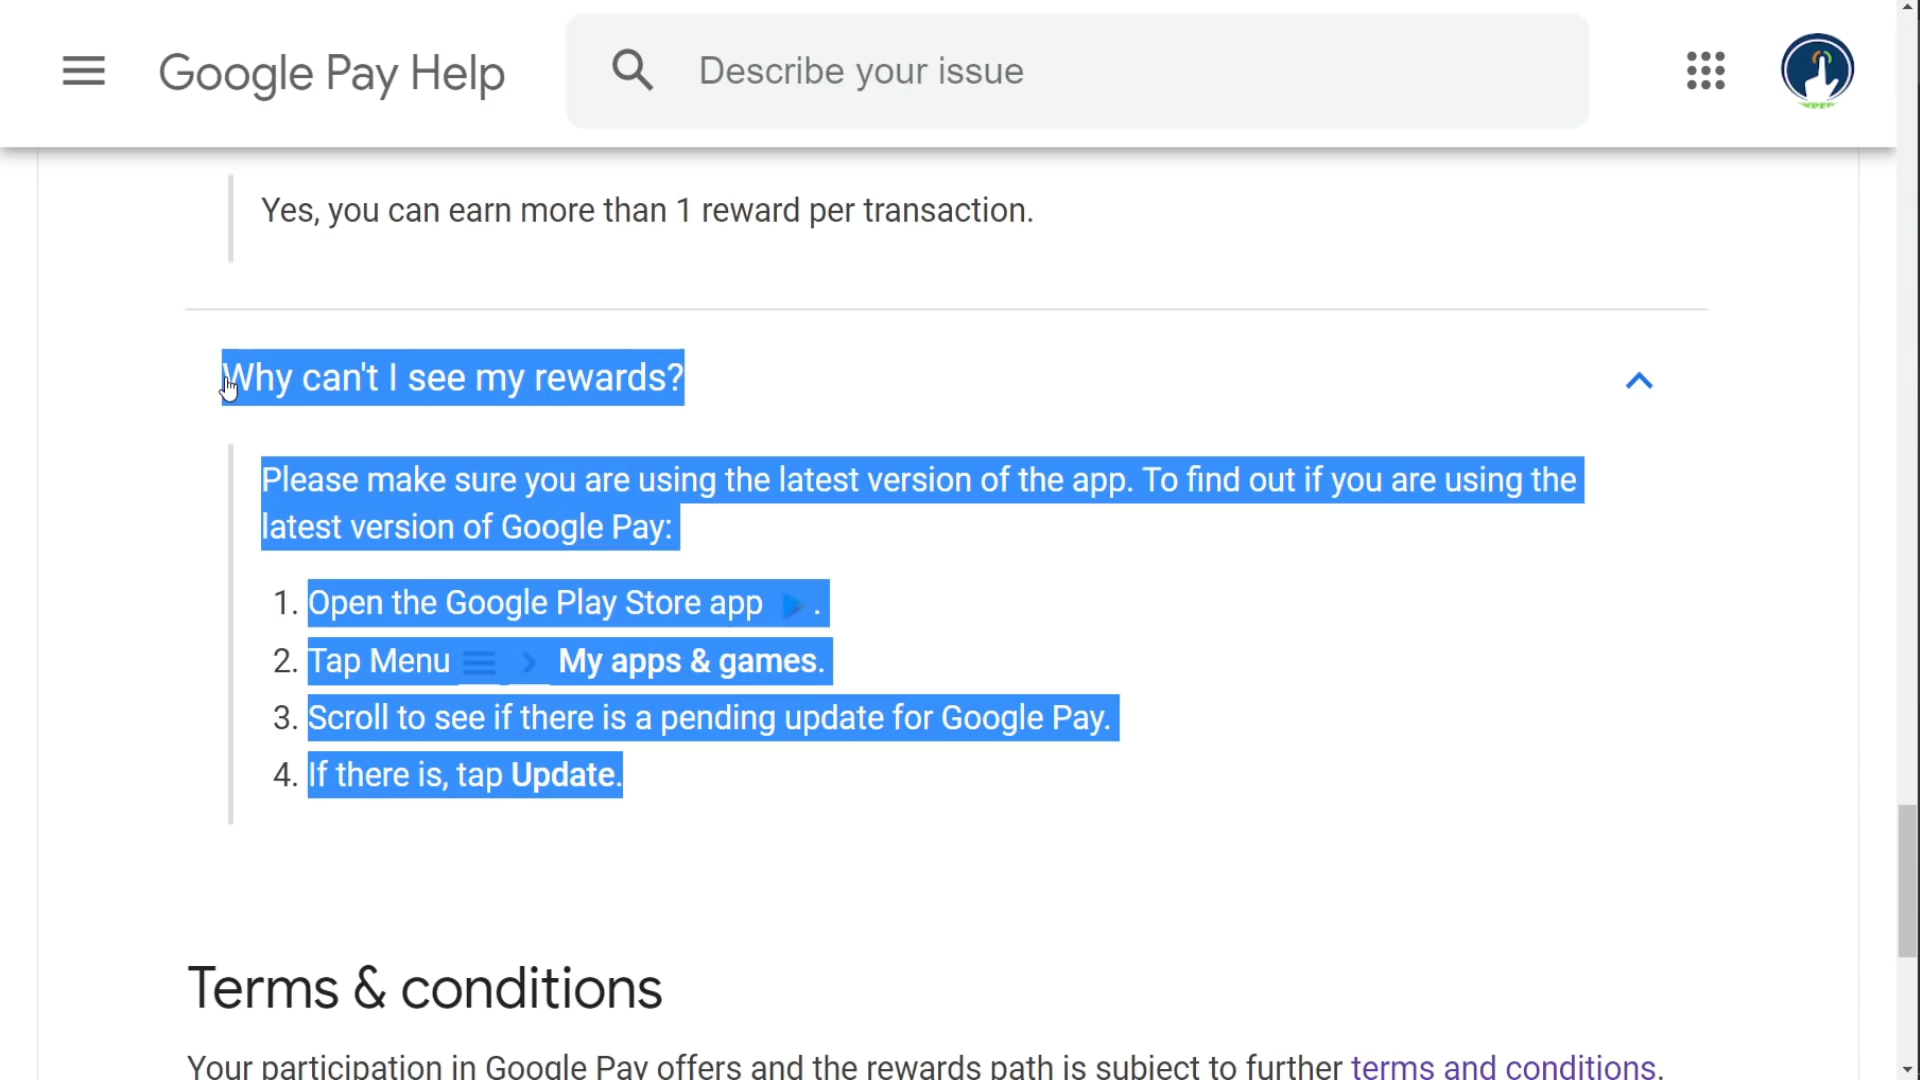 Google Pay Help
Describe your issue
Yes, you can earn more than 1 reward per transaction.
Why can't I see my rewards?
Please make sure you are using the latest version of the app. To find out if you are using the
latest version of Google Pay:
1. Open the Google Play Store app .
2. Tap Menu > My apps & games.
3. Scroll to see if there is a pending update for Google Pay.
4. If there is, tap Update.
Terms & conditions
Your participation in Google Pay offers and the rewards path is subject to further terms and conditions.